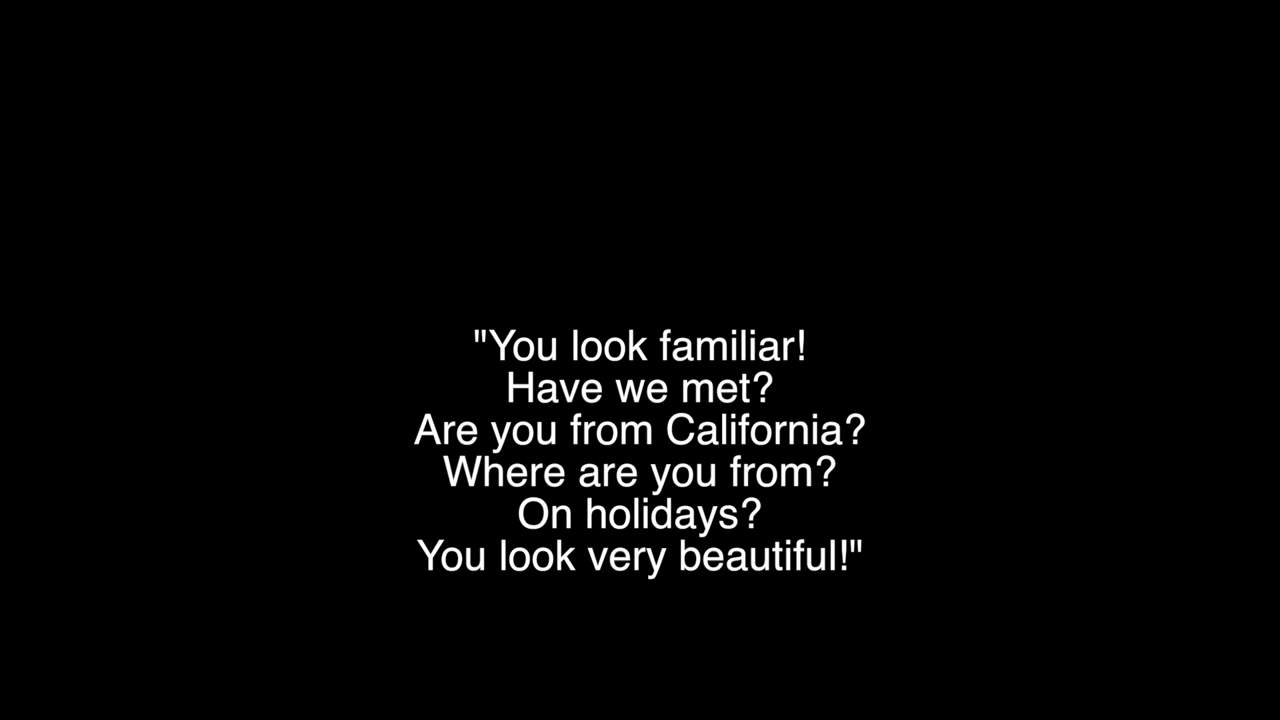 "You look familiar!
Have we met?
Are you from California?
Where are you from?
On holidays?
You look very beautiful!"